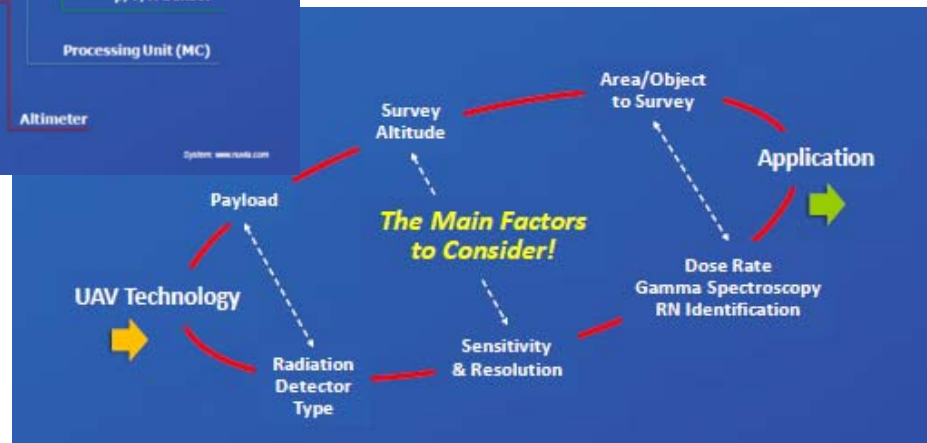 Processing Unit (MC)
Altimeter
System: www.nuvia.com
Area/Object
to Survey
Survey
Altitude
Application
Payload
The Main Factors
to Consider!
Dose Rate
Gamma Spectroscopy
RN Identification
UAV Technology
Sensitivity
& Resolution
Radiation
Detector
Type